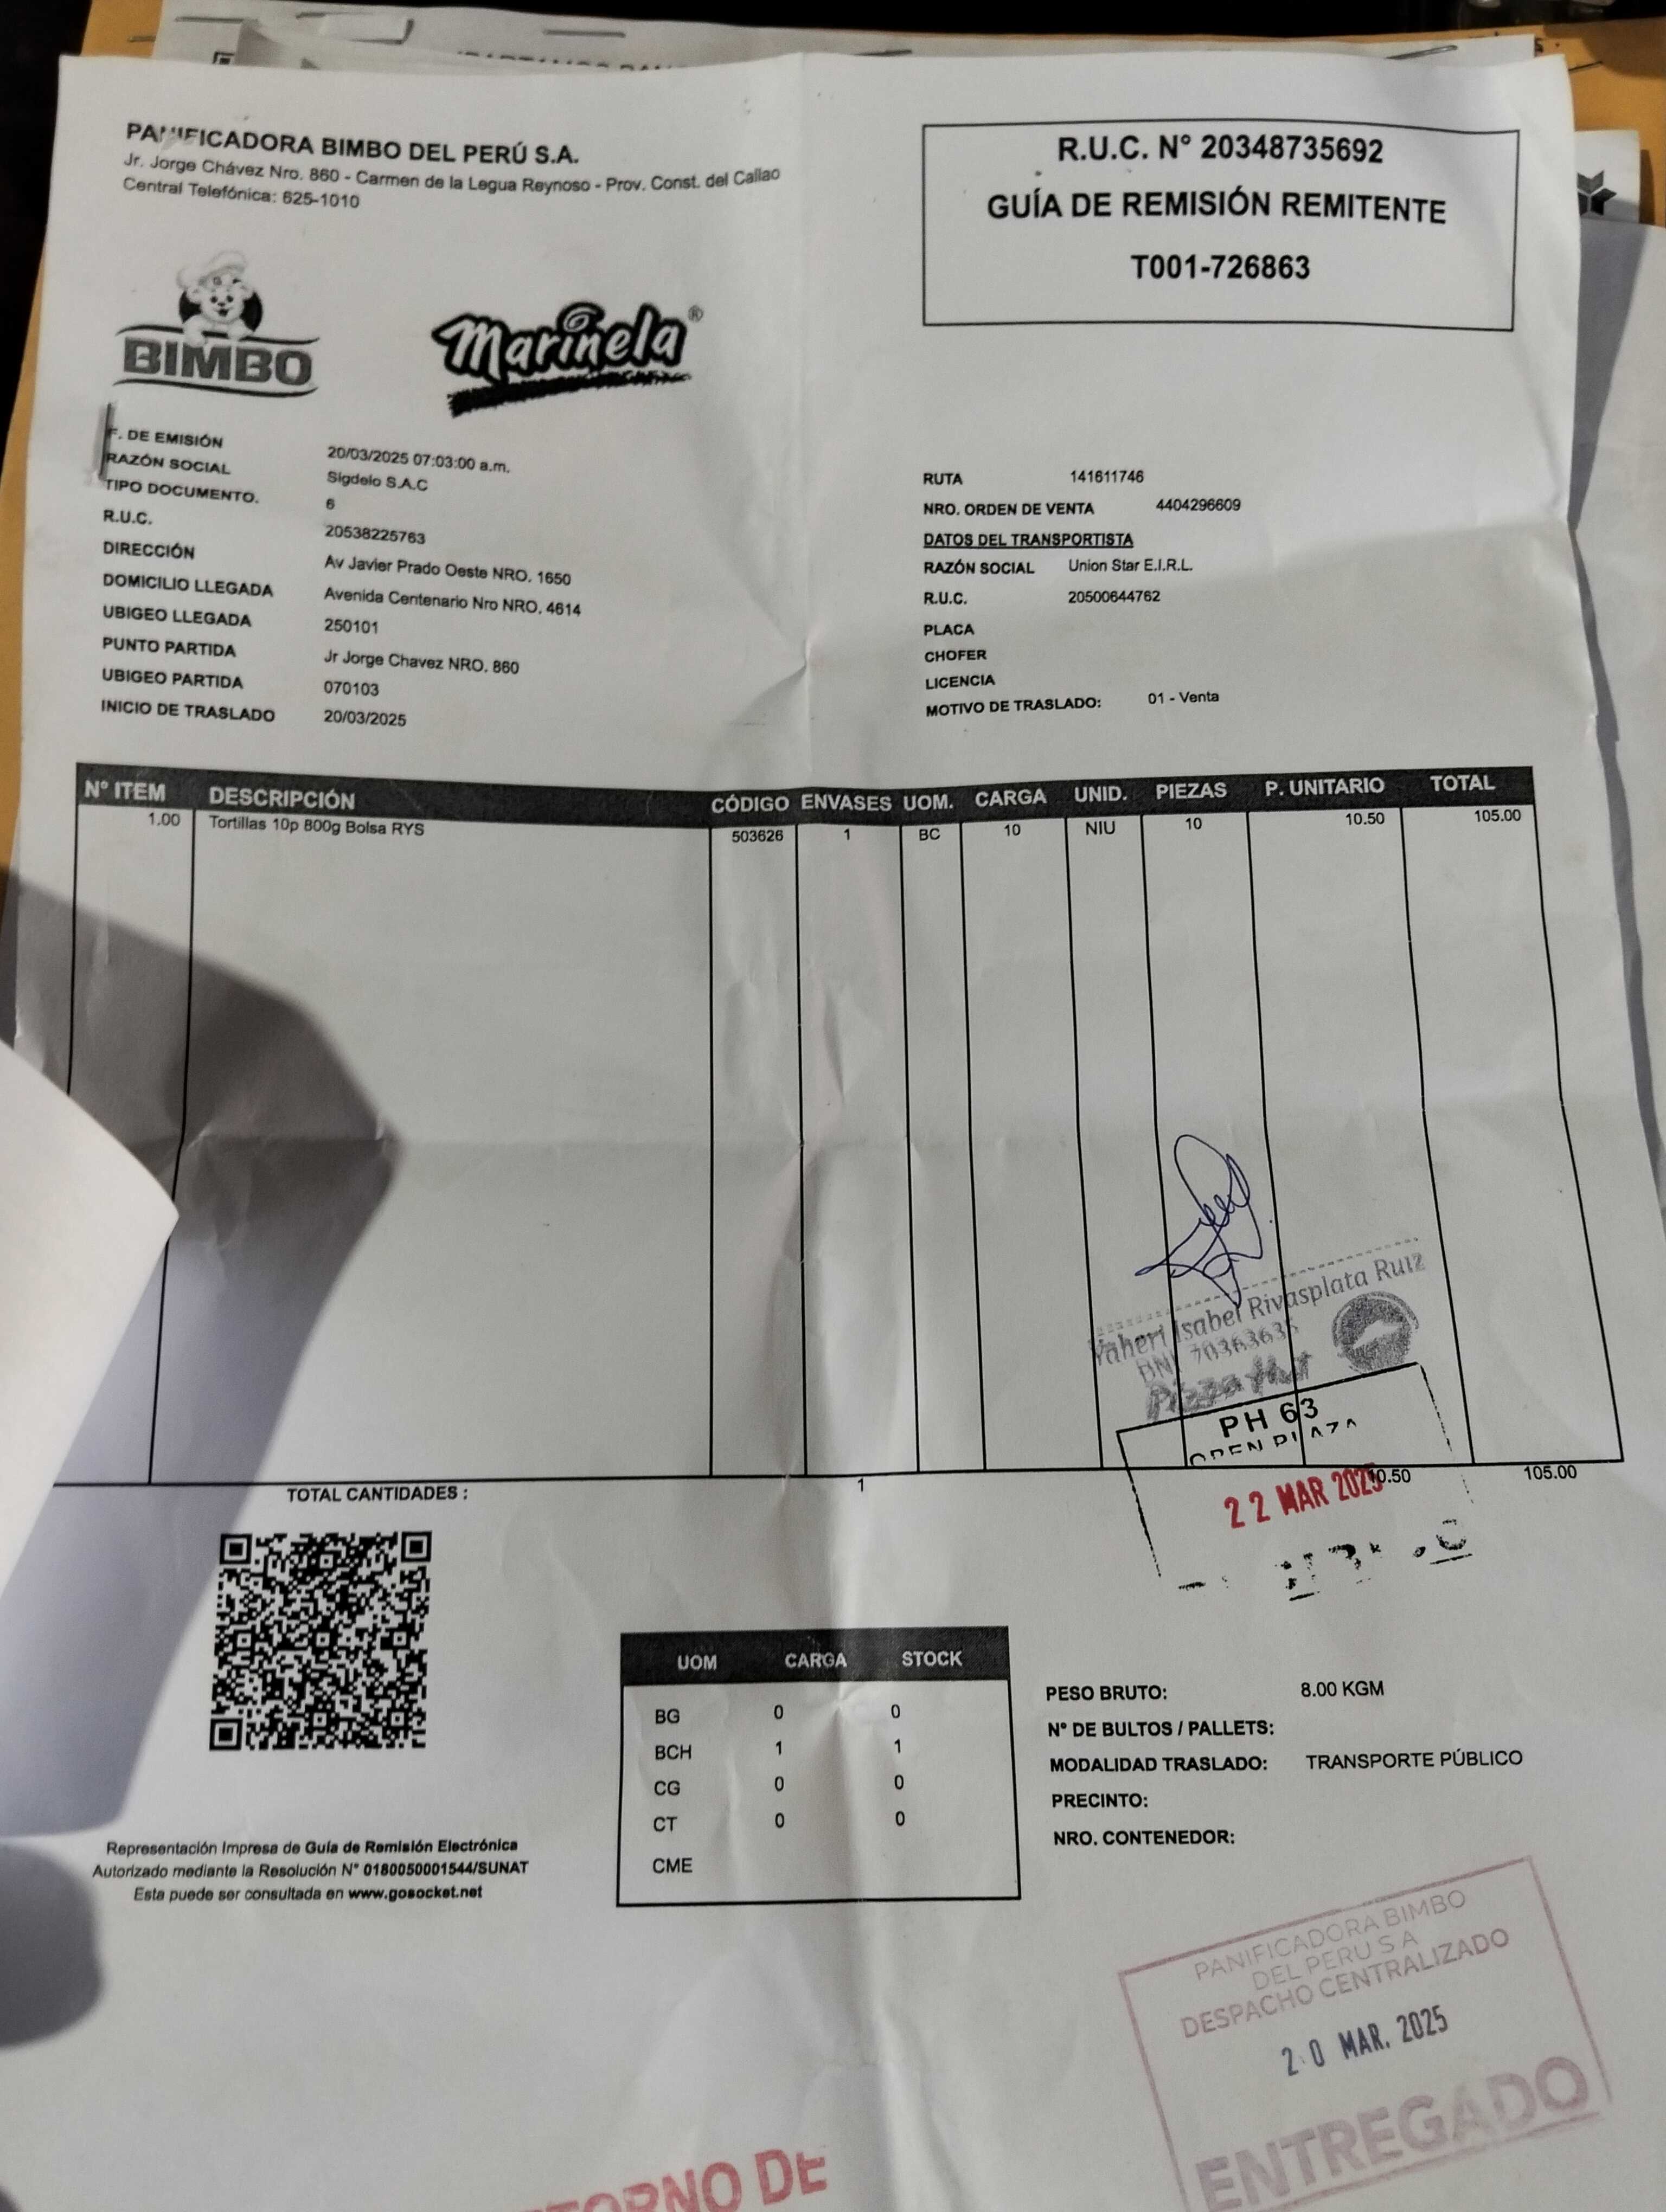 PANIFICADORA BIMBO DEL PERÚ S.A.
Jr. Jorge Chávez Nro. 860 - Carmen de la Legua Reynoso - Prov. Const. del Callao
Central Telefónica: 625-1010
R.U.C. N° 20348735692
GUÍA DE REMISIÓN REMITENTE
T001-726863
BIMBO
Marinela®
F. DE EMISIÓN 20/03/2025 07:03:00 a.m.
RAZÓN SOCIAL Sigdelo S.A.C
TIPO DOCUMENTO. 6
R.U.C. 20538225763
DIRECCIÓN Av Javier Prado Oeste NRO. 1650
DOMICILIO LLEGADA Avenida Centenario Nro NRO. 4614
UBIGEO LLEGADA 250101
PUNTO PARTIDA Jr Jorge Chavez NRO. 860
UBIGEO PARTIDA 070103
INICIO DE TRASLADO 20/03/2025
RUTA 141611746
NRO. ORDEN DE VENTA 4404296609
DATOS DEL TRANSPORTISTA
RAZÓN SOCIAL Union Star E.I.R.L.
R.U.C. 20500644762
PLACA
CHOFER
LICENCIA
MOTIVO DE TRASLADO: 01 - Venta
N° ITEM DESCRIPCIÓN CÓDIGO ENVASES UOM. CARGA UNID. PIEZAS P. UNITARIO TOTAL
1.00 Tortillas 10p 800g Bolsa RYS 503626 1 BC 10 NIU 10 10.50 105.00
Isabel Rivasplata Ruiz
Pizza Hut
PH 63
OPEN PLAZA
22 MAR 2025
TOTAL CANTIDADES : 1 10.50 105.00
UOM CARGA STOCK
BG 0 0
BCH 1 1
CG 0 0
CT 0 0
CME
PESO BRUTO: 8.00 KGM
N° DE BULTOS / PALLETS:
MODALIDAD TRASLADO: TRANSPORTE PÚBLICO
PRECINTO:
NRO. CONTENEDOR:
Representación Impresa de Guía de Remisión Electrónica
Autorizado mediante la Resolución N° 0180050001544/SUNAT
Esta puede ser consultada en www.gosocket.net
PANIFICADORA BIMBO
DEL PERU S A
DESPACHO CENTRALIZADO
20 MAR. 2025
ENTREGADO
DE